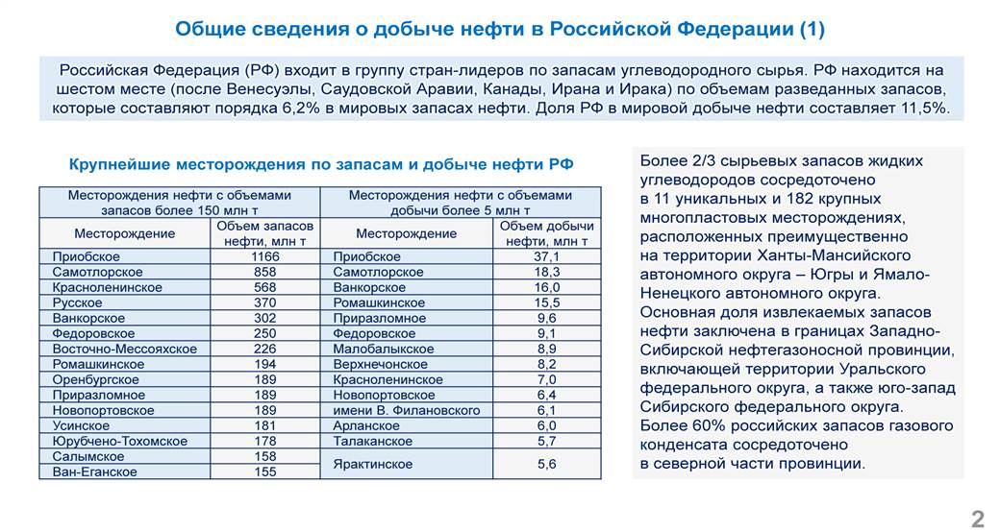 Общие сведения о добыче нефти в Российской Федерации (1)
Российская Федерация (РФ) входит в группу стран-лидеров по запасам углеводородного сырья. РФ находится на
шестом месте (после Венесуэлы, Саудовской Аравии, Канады, Ирана и Ирака) по объемам разведанных запасов,
которые составляют порядка 6,2% в мировых запасах нефти. Доля РФ в мировой добыче нефти составляет 11,5%.
Крупнейшие месторождения по запасам и добыче нефти РФ
Месторождения нефти с объемами запасов более 150 млн т | Месторождения нефти с объемами добычи более 5 млн т
Месторождение | Объем запасов нефти, млн т | Месторождение | Объем добычи нефти, млн т
Приобское | 1166 | Приобское | 37,1
Самотлорское | 858 | Самотлорское | 18,3
Красноленинское | 568 | Ванкорское | 16,0
Русское | 370 | Ромашкинское | 15,5
Ванкорское | 302 | Приразломное | 9,6
Федоровское | 250 | Федоровское | 9,1
Восточно-Мессояхское | 226 | Малобалыкское | 8,9
Ромашкинское | 194 | Верхнечонское | 8,2
Оренбургское | 189 | Красноленинское | 7,0
Приразломное | 189 | Новопортовское | 6,4
Новопортовское | 189 | имени В. Филановского | 6,1
Усинское | 181 | Арланское | 6,0
Юрубчено-Тохомское | 178 | Талаканское | 5,7
Салымское | 158 | Ярактинское | 5,6
Ван-Еганское | 155
Более 2/3 сырьевых запасов жидких
углеводородов сосредоточено
в 11 уникальных и 182 крупных
многопластовых месторождениях,
расположенных преимущественно
на территории Ханты-Мансийского
автономного округа – Югры и Ямало-
Ненецкого автономного округа.
Основная доля извлекаемых запасов
нефти заключена в границах Западно-
Сибирской нефтегазоносной провинции,
включающей территории Уральского
федерального округа, а также юго-запад
Сибирского федерального округа.
Более 60% российских запасов газового
конденсата сосредоточено
в северной части провинции.
2